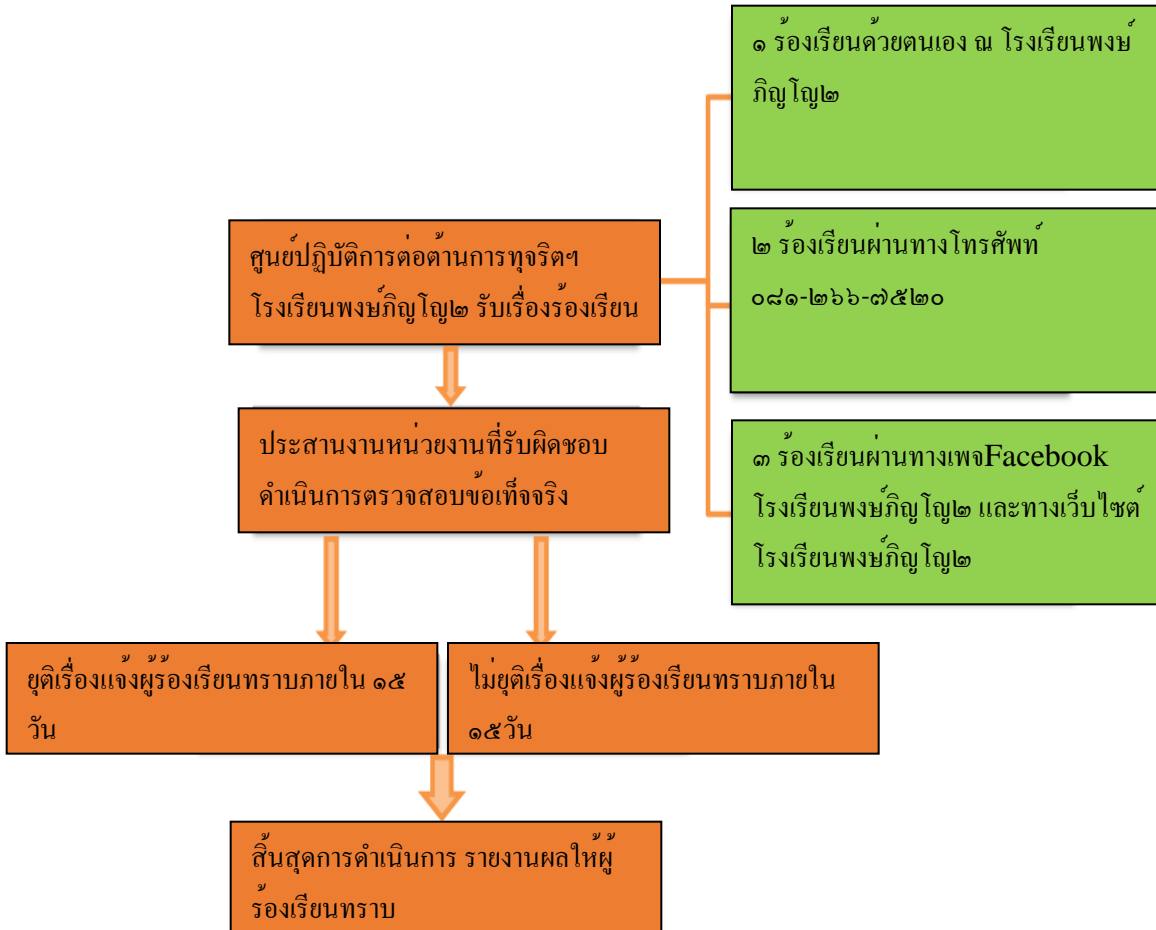 ๑ ร้องเรียนด้วยตนเอง ณ โรงเรียนพงษ์
ภิญโญ๒
ศูนย์ปฏิบัติการต่อต้านการทุจริตฯ
โรงเรียนพงษ์ภิญโญ๒ รับเรื่องร้องเรียน
๒ ร้องเรียนผ่านทางโทรศัพท์
๐๘๑-๒๖๖-๗๕๒๐
ประสานงานหน่วยงานที่รับผิดชอบ
ดำเนินการตรวจสอบข้อเท็จจริง
๓ ร้องเรียนผ่านทางเพจFacebook
โรงเรียนพงษ์ภิญโญ๒ และทางเว็บไซต์
โรงเรียนพงษ์ภิญโญ๒
ยุติเรื่องแจ้งผู้ร้องเรียนทราบภายใน ๑๕
วัน
ไม่ยุติเรื่องแจ้งผู้ร้องเรียนทราบภายใน
๑๕วัน
สิ้นสุดการดำเนินการ รายงานผลให้ผู้
ร้องเรียนทราบ